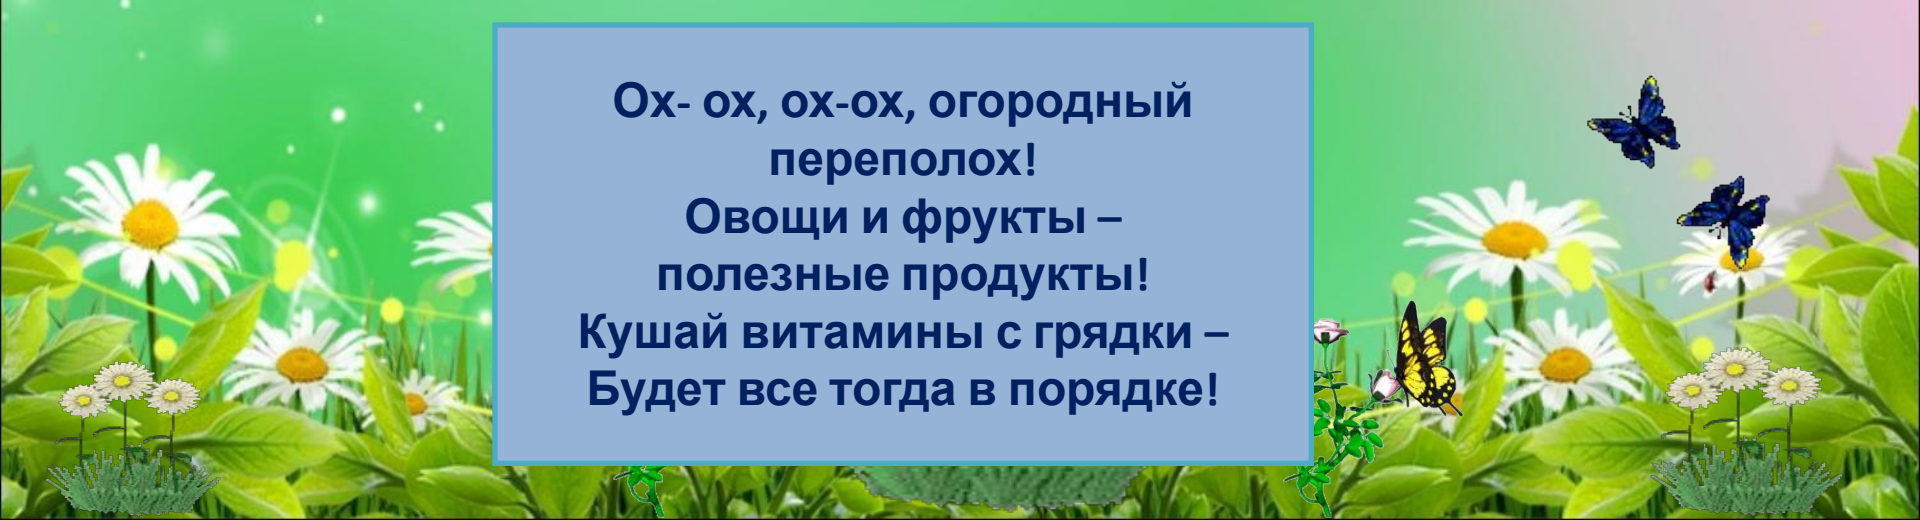 Ох- ох, ох-ох, огородный
переполох!
Овощи и фрукты –
полезные продукты!
Кушай витамины с грядки –
Будет все тогда в порядке!